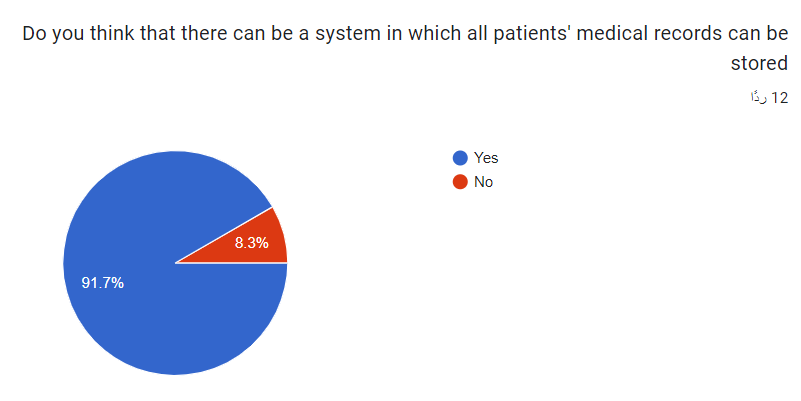 Do you think that there can be a system in which all patients' medical records can be
stored
12 ردًا
Yes
No
8.3%
91.7%